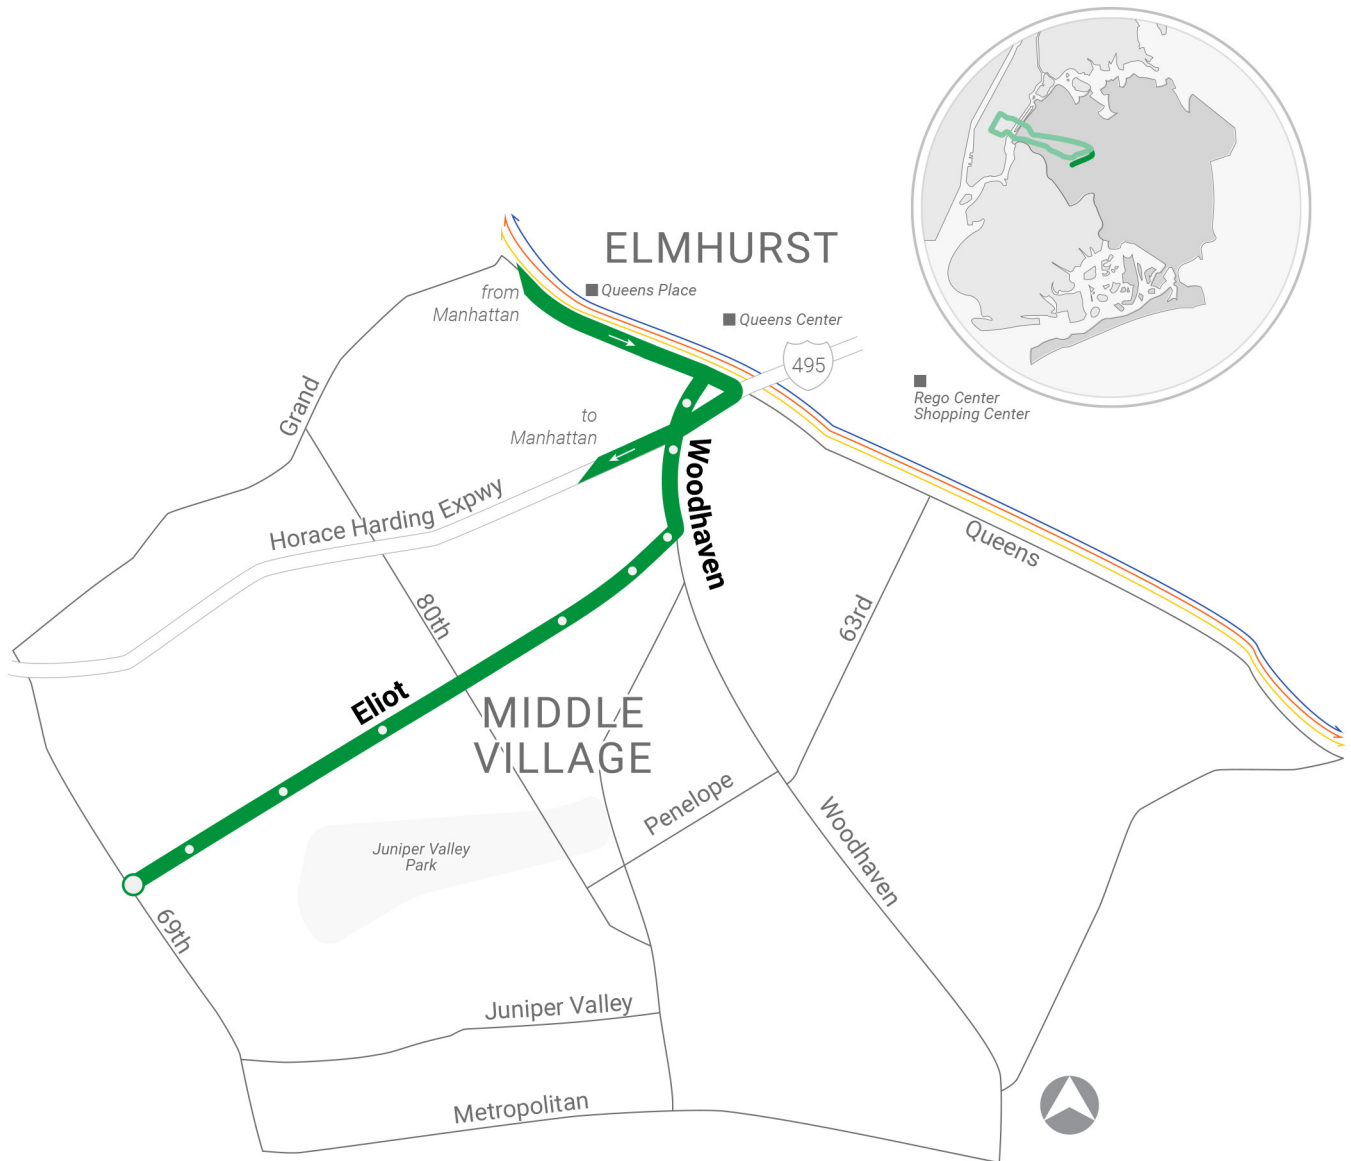 ELMHURST
from
Manhattan
Queens Place
Queens Center
495
Rego Center
Shopping Center
Grand
to
Manhattan
Woodhaven
Horace Harding Expwy
Queens
80th
63rd
Eliot
MIDDLE
VILLAGE
Penelope
Woodhaven
Juniper Valley
Park
69th
Juniper Valley
Metropolitan